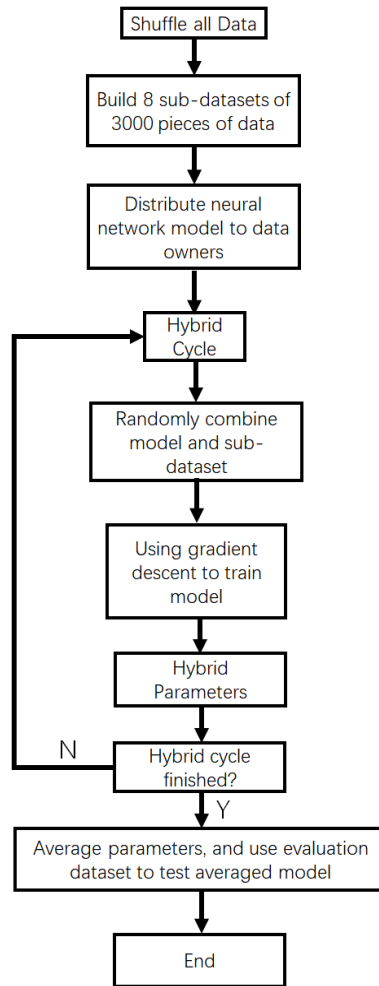 Shuffle all Data
Build 8 sub-datasets of
3000 pieces of data
Distribute neural
network model to data
owners
Hybrid
Cycle
Randomly combine
model and sub-
dataset
Using gradient
descent to train
model
Hybrid
Parameters
N
Hybrid cycle
finished?
Y
Average parameters, and use evaluation
dataset to test averaged model
End